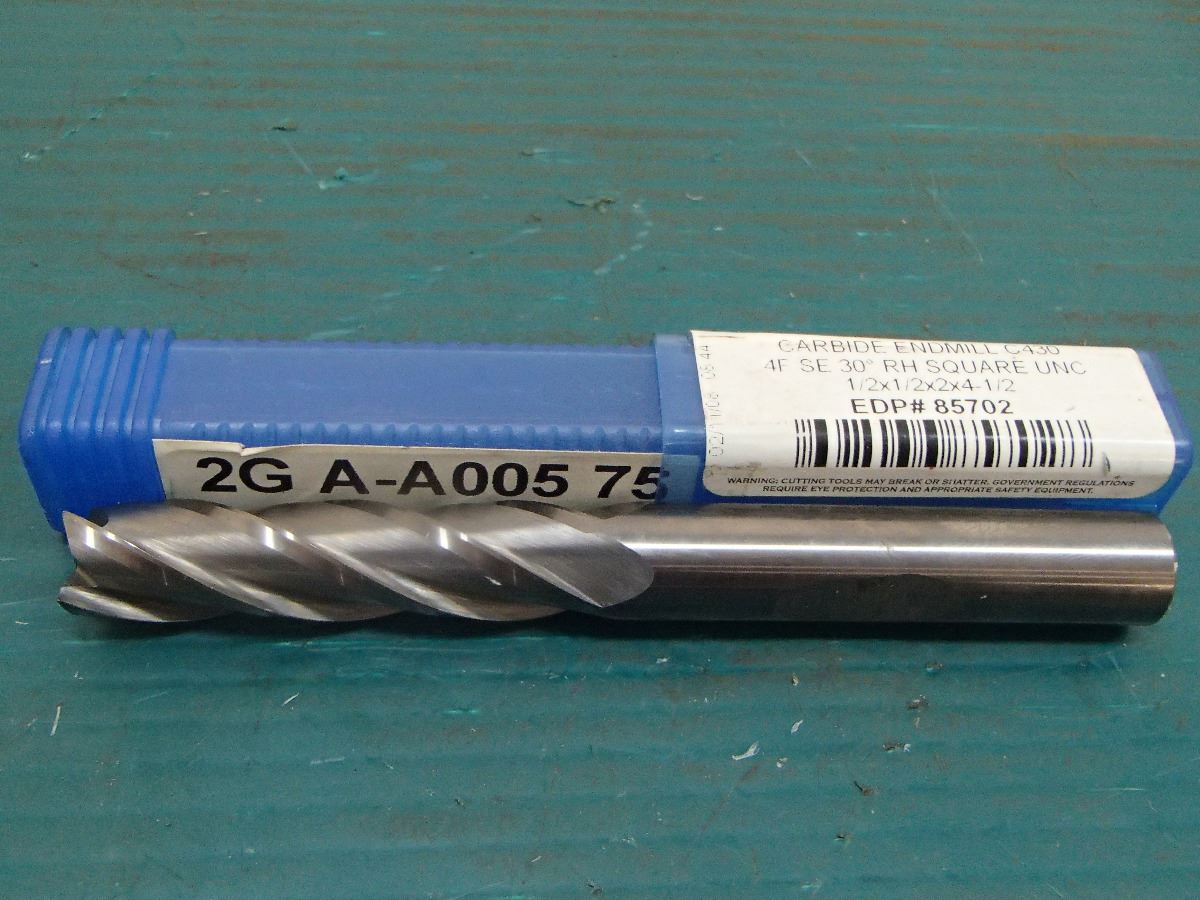 CARBIDE ENDMILL C430
4F SE 30° RH SQUARE UNC
1/2x1/2x2x4-1/2
EDP# 85702
WARNING: CUTTING TOOLS MAY BREAK OR SHATTER. GOVERNMENT REGULATIONS
REQUIRE EYE PROTECTION AND APPROPRIATE SAFETY EQUIPMENT.
2G A-A005 75